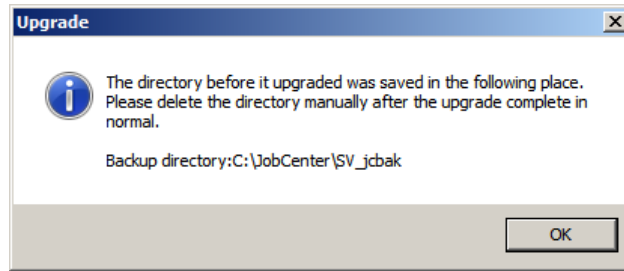 Upgrade
The directory before it upgraded was saved in the following place.
Please delete the directory manually after the upgrade complete in
normal.
Backup directory:C:\JobCenter\SV_jcbak
OK